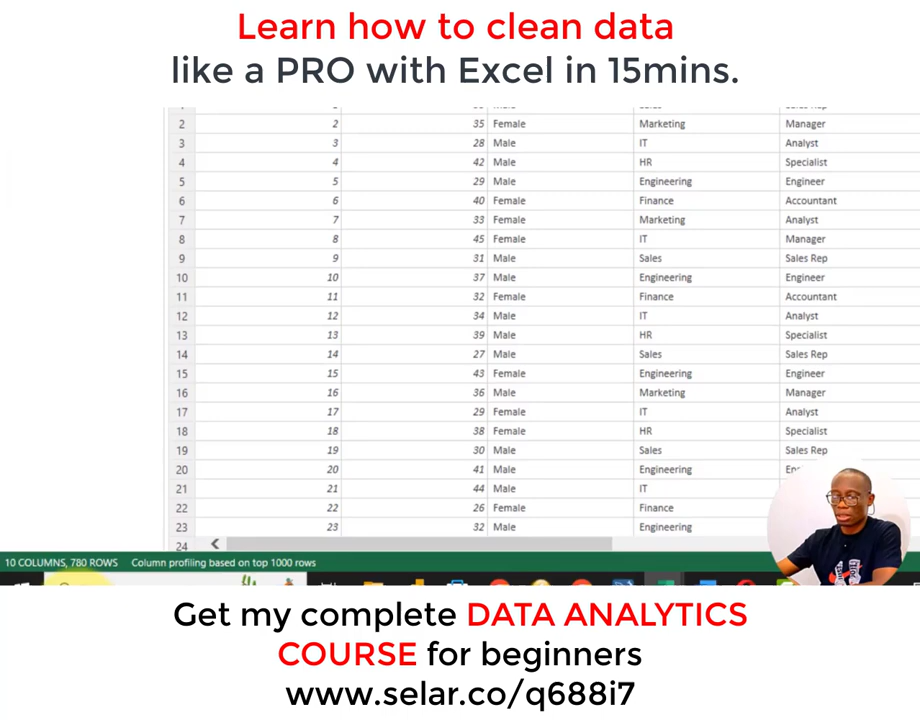 Learn how to clean data
like a PRO with Excel in 15mins.
2 2 35 Female Marketing Manager
3 3 28 Male IT Analyst
4 4 42 Male HR Specialist
5 5 29 Male Engineering Engineer
6 6 40 Female Finance Accountant
7 7 33 Female Marketing Analyst
8 8 45 Female IT Manager
9 9 31 Male Sales Sales Rep
10 10 37 Male Engineering Engineer
11 11 32 Female Finance Accountant
12 12 34 Male IT Analyst
13 13 39 Male HR Specialist
14 14 27 Male Sales Sales Rep
15 15 43 Female Engineering Engineer
16 16 36 Male Marketing Manager
17 17 29 Female IT Analyst
18 18 38 Female HR Specialist
19 19 30 Male Sales Sales Rep
20 20 41 Male Engineering
21 21 44 Male IT
22 22 26 Female Finance
23 23 32 Male Engineering
24
10 COLUMNS, 780 ROWS Column profiling based on top 1000 rows
Get my complete DATA ANALYTICS
COURSE for beginners
www.selar.co/q688i7